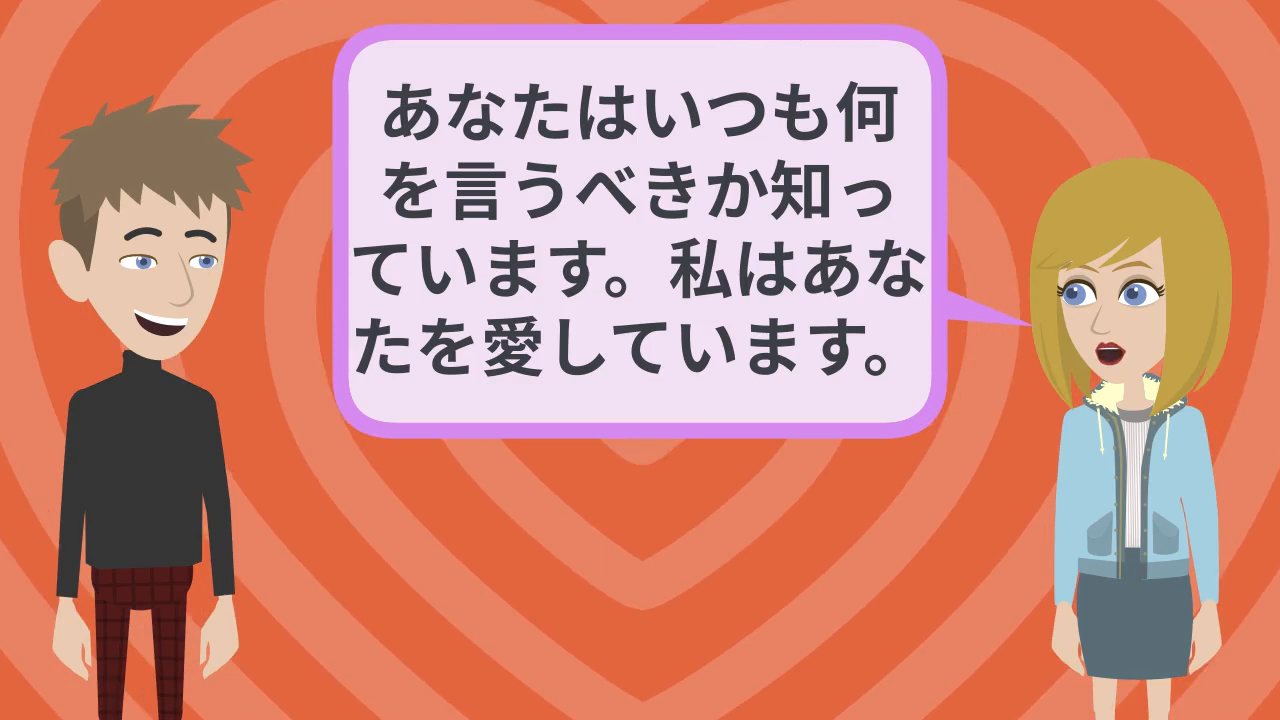 あなたはいつも何
を言うべきか知っ
ています。私はあな
たを愛しています。